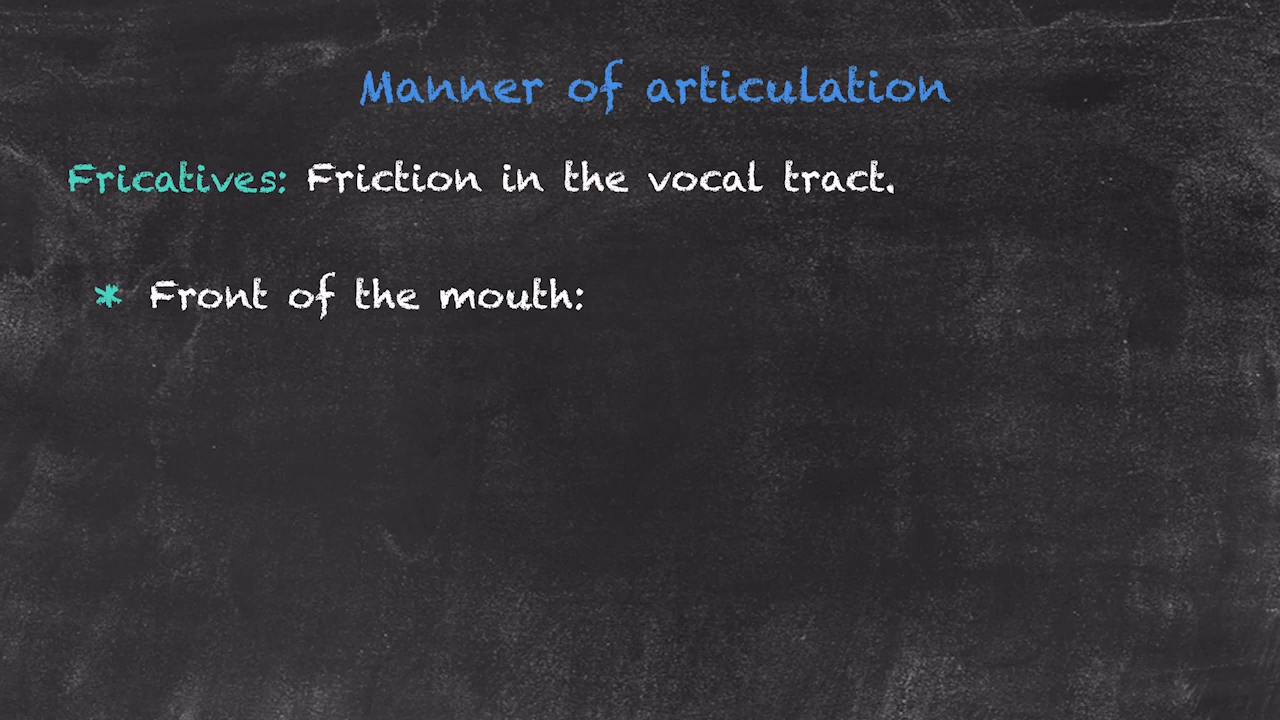 Manner of articulation
Fricatives: Friction in the vocal tract.
* Front of the mouth: